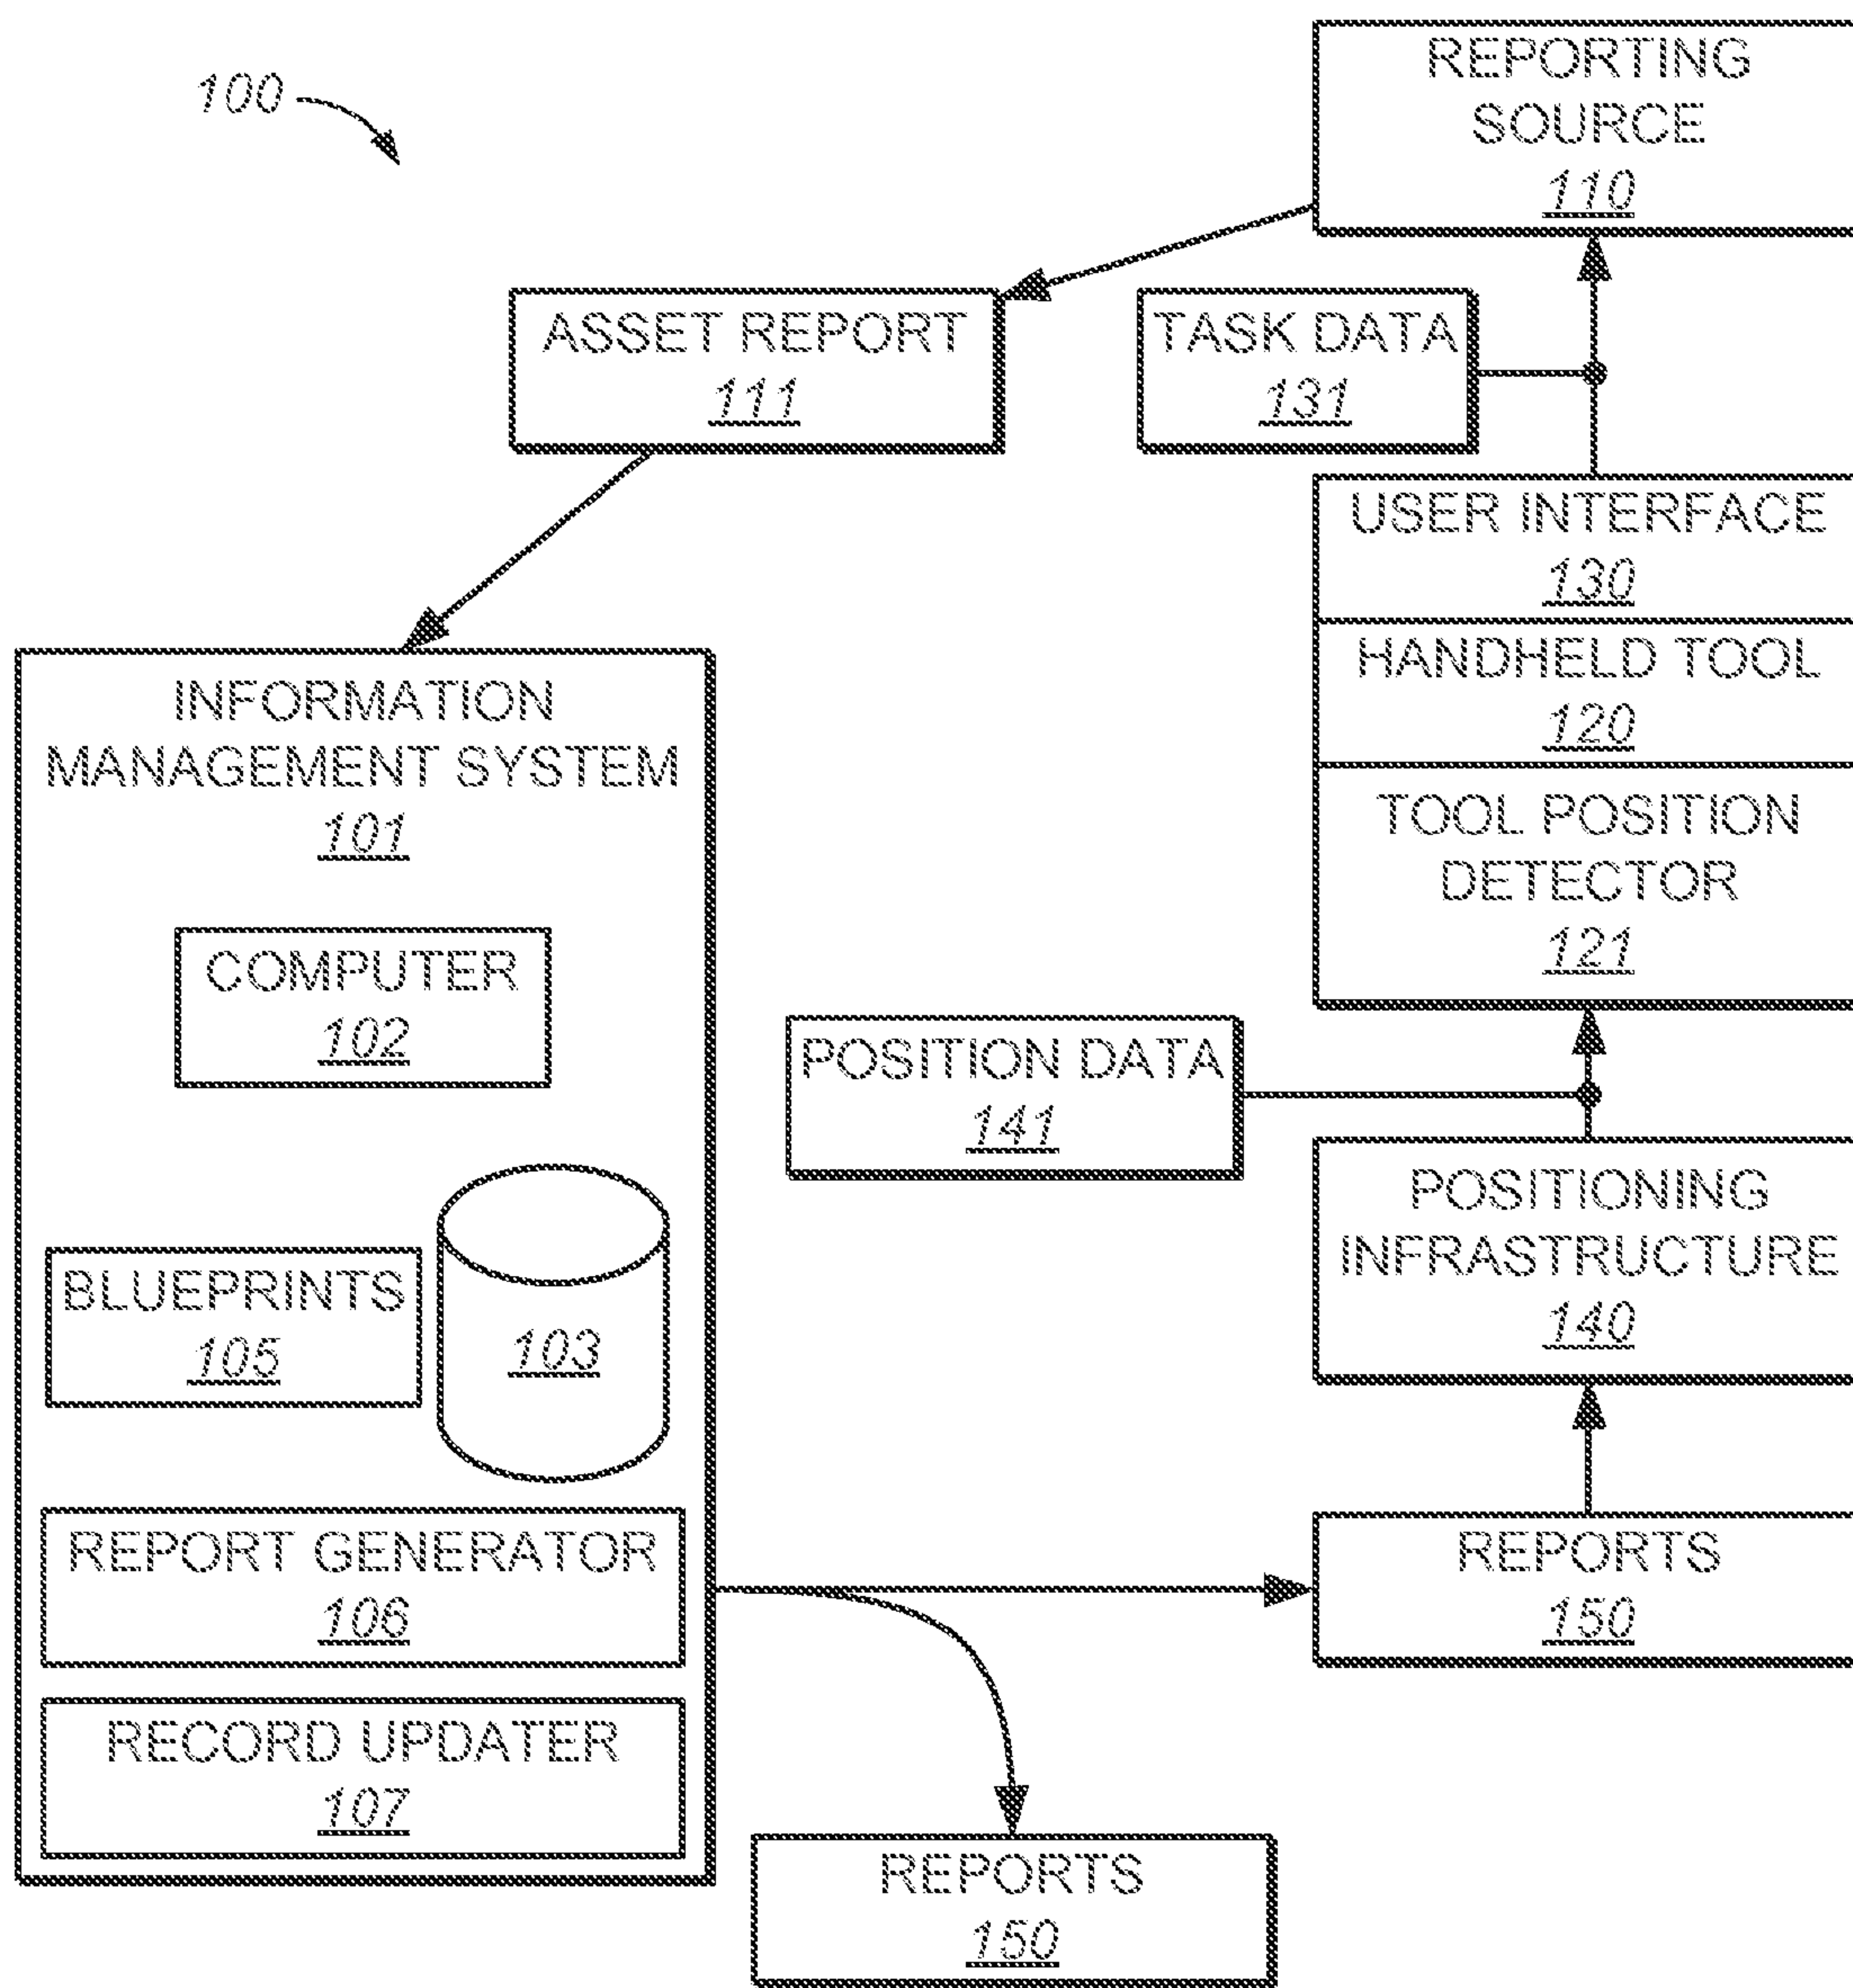 100
REPORTING
SOURCE
110
ASSET REPORT
111
TASK DATA
131
USER INTERFACE
130
HANDHELD TOOL
120
TOOL POSITION
DETECTOR
121
INFORMATION
MANAGEMENT SYSTEM
101
COMPUTER
102
BLUEPRINTS
105
103
REPORT GENERATOR
106
RECORD UPDATER
107
POSITION DATA
141
POSITIONING
INFRASTRUCTURE
140
REPORTS
150
REPORTS
150